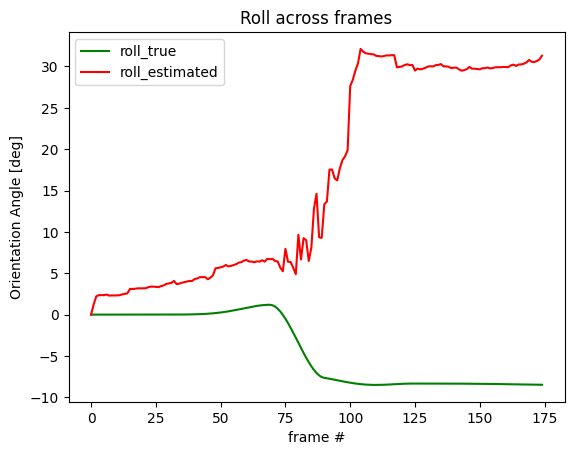 Roll across frames
roll_true
roll_estimated
Orientation Angle [deg]
30
25
20
15
10
5
0
−5
−10
0 25 50 75 100 125 150 175
frame #